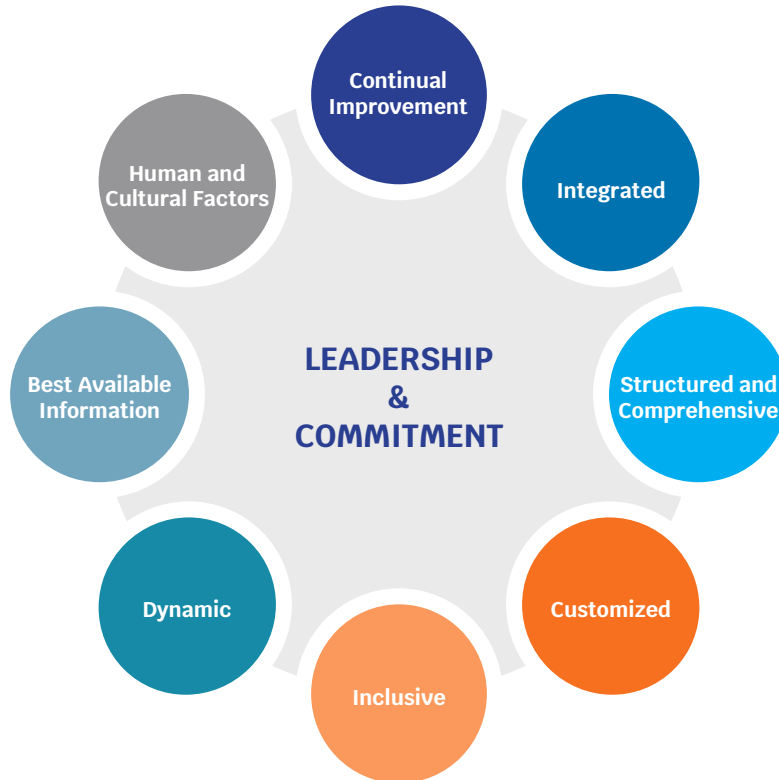 Continual
Improvement
Integrated
Structured and
Comprehensive
Customized
Inclusive
Dynamic
Best Available
Information
Human and
Cultural Factors
LEADERSHIP
&
COMMITMENT